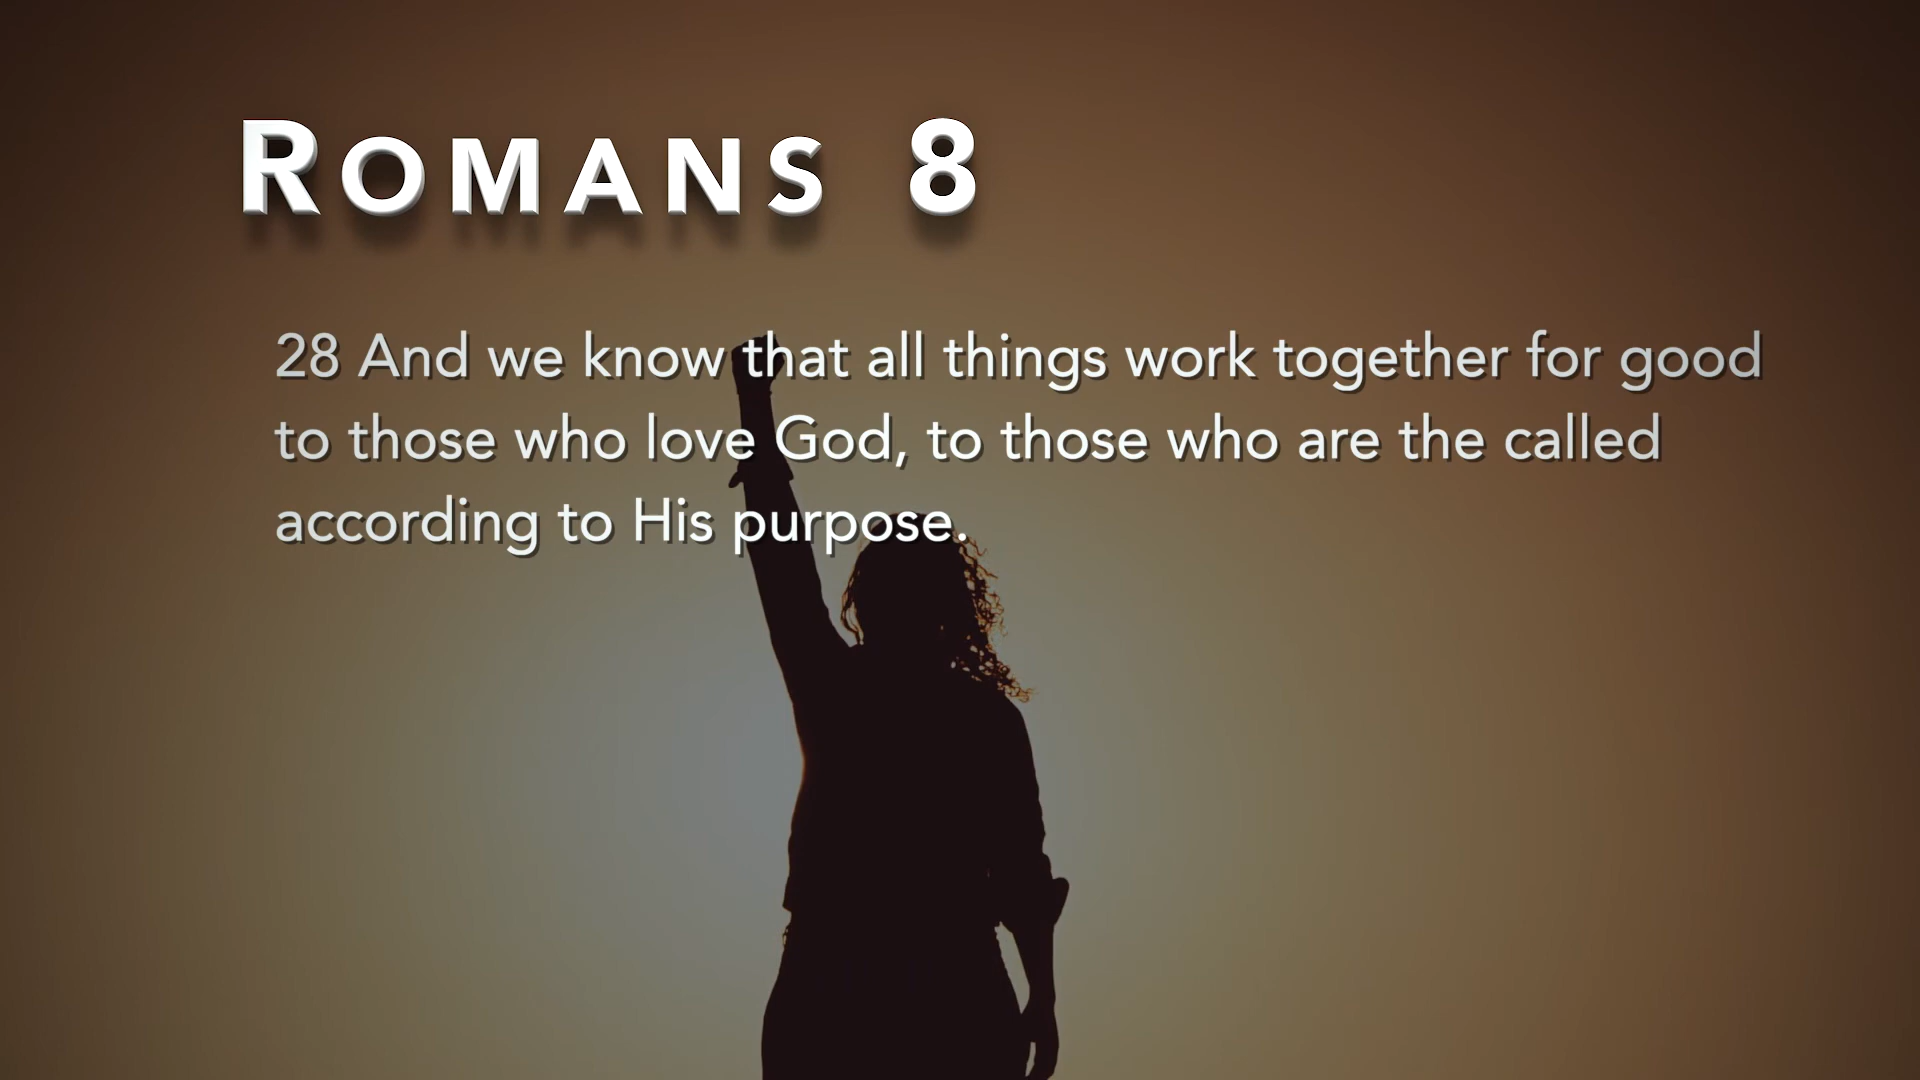 Romans 8
28 And we know that all things work together for good
to those who love God, to those who are the called
according to His purpose.